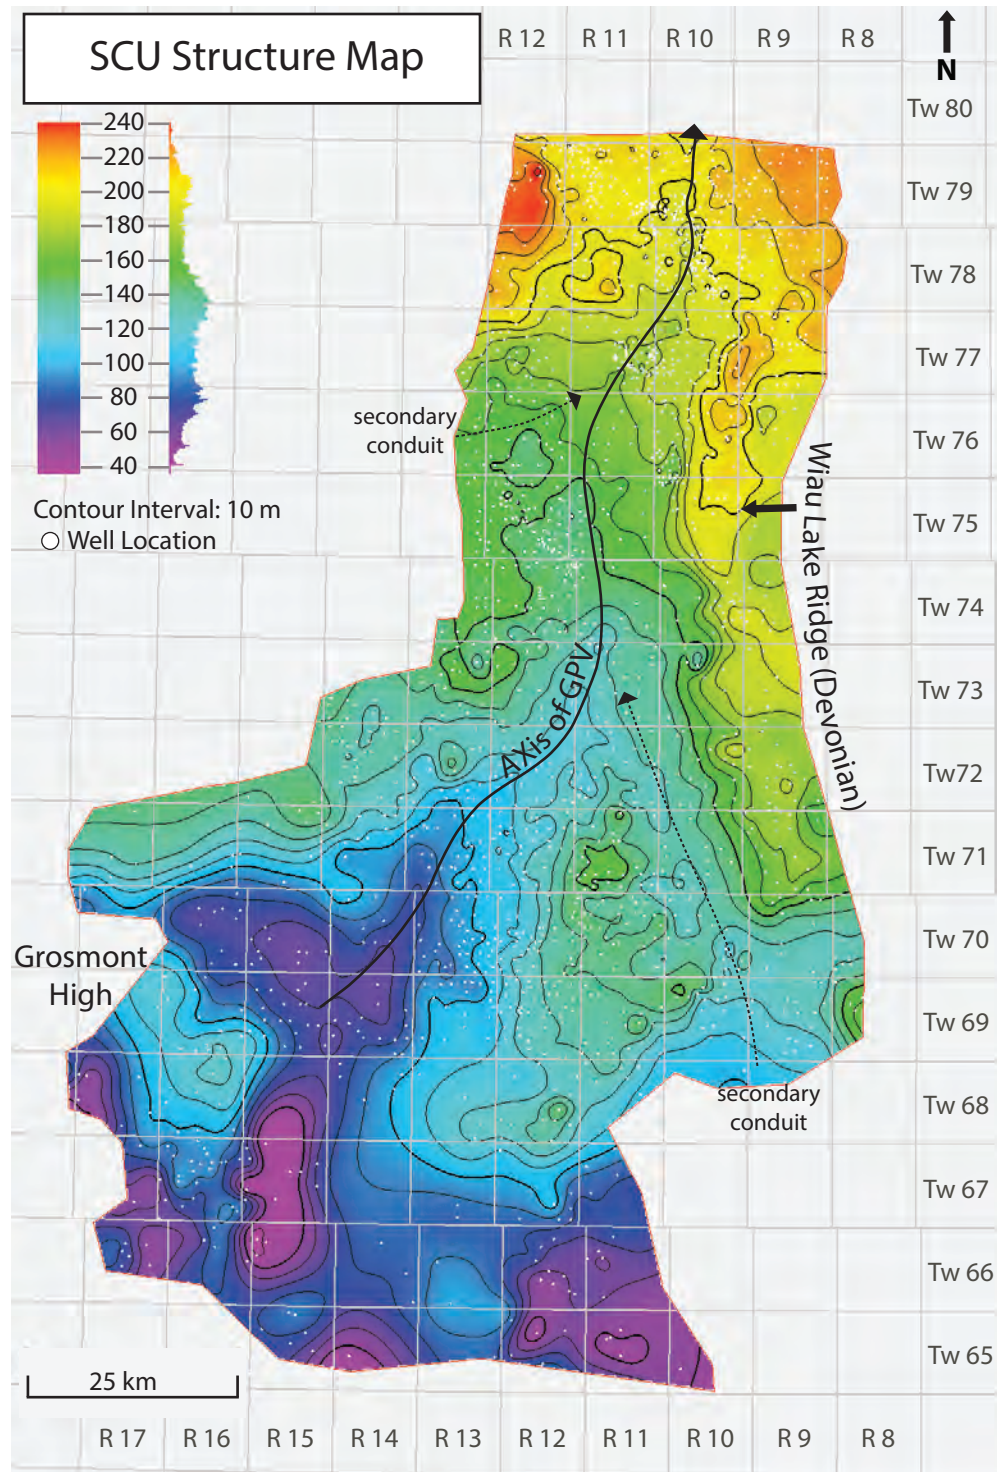 SCU Structure Map
R 12 R 11 R 10 R 9 R 8
N
240
220
200
180
160
140
120
100
80
60
40
Contour Interval: 10 m
Well Location
Tw 80
Tw 79
Tw 78
Tw 77
Tw 76
Tw 75
Tw 74
Tw 73
Tw72
Tw 71
Tw 70
Tw 69
Tw 68
Tw 67
Tw 66
Tw 65
secondary
conduit
Wiau Lake Ridge (Devonian)
AXis of GPV
Grosmont
High
secondary
conduit
25 km
R 17 R 16 R 15 R 14 R 13 R 12 R 11 R 10 R 9 R 8